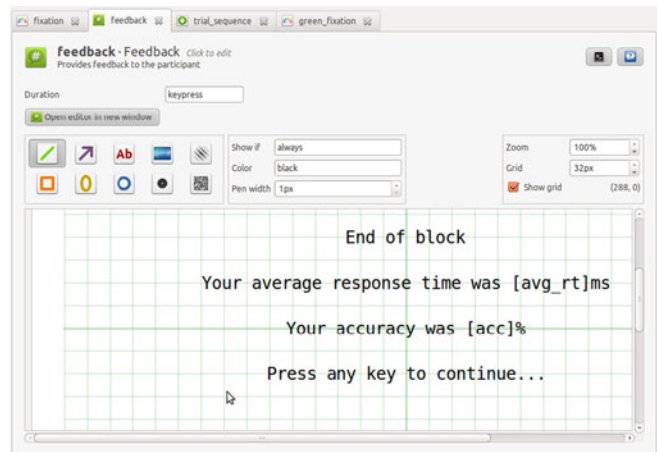 fixation feedback trial_sequence green_fixation
feedback - Feedback Click to edit
Provides feedback to the participant
Duration keypress
Open editor in new window
Ab
Show if always
Color black
Pen width 1px
Zoom 100%
Grid 32px
Show grid (288, 0)
End of block
Your average response time was [avg_rt]ms
Your accuracy was [acc]%
Press any key to continue...